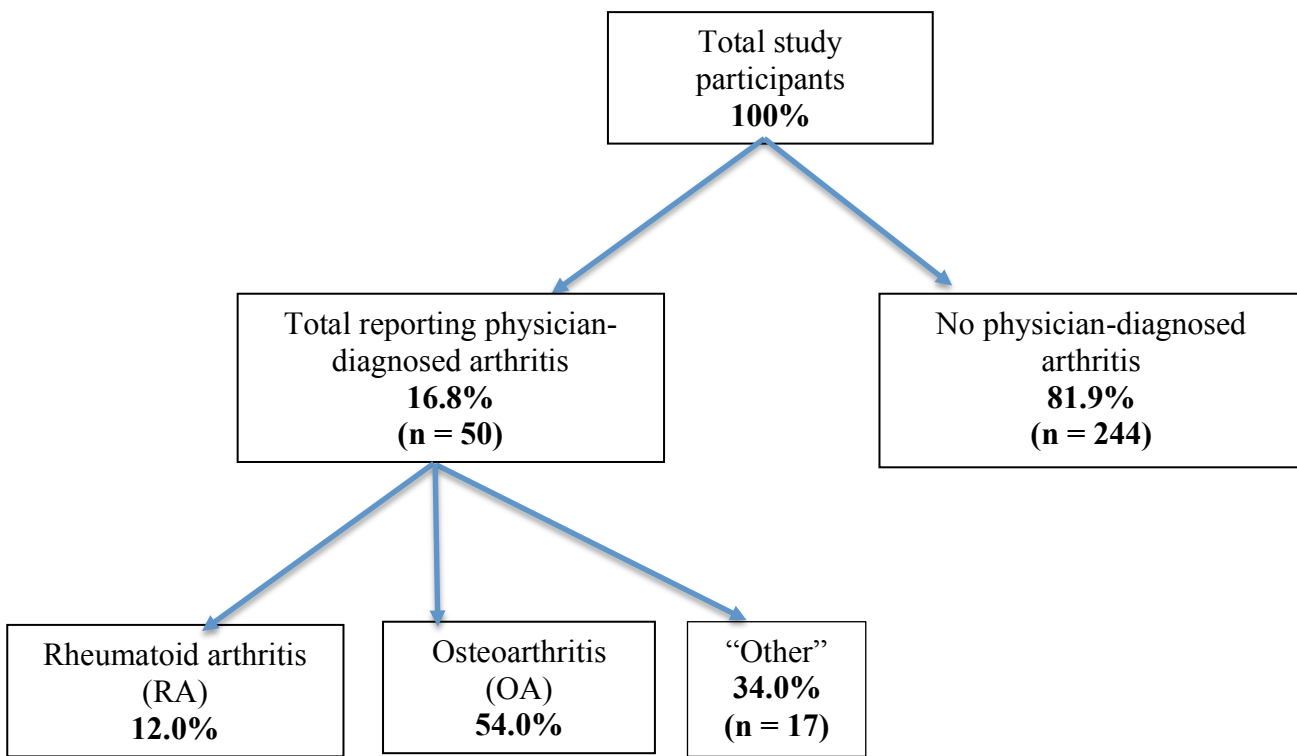 Total study
participants
100%
Total reporting physician-
diagnosed arthritis
16.8%
(n = 50)
No physician-diagnosed
arthritis
81.9%
(n = 244)
Rheumatoid arthritis
(RA)
12.0%
Osteoarthritis
(OA)
54.0%
“Other”
34.0%
(n = 17)